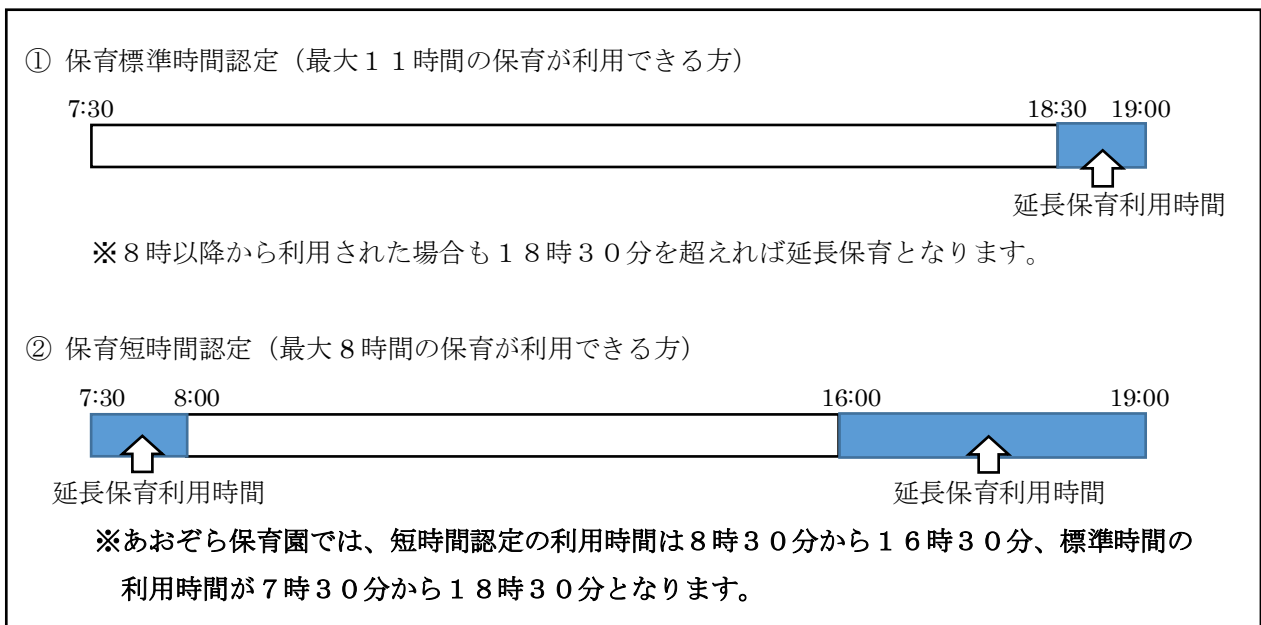 ① 保育標準時間認定（最大１１時間の保育が利用できる方）
7:30 18:30 19:00
延長保育利用時間
※８時以降から利用された場合も１８時３０分を超えれば延長保育となります。
② 保育短時間認定（最大８時間の保育が利用できる方）
7:30 8:00 16:00 19:00
延長保育利用時間 延長保育利用時間
※あおぞら保育園では、短時間認定の利用時間は８時３０分から１６時３０分、標準時間の
利用時間が７時３０分から１８時３０分となります。